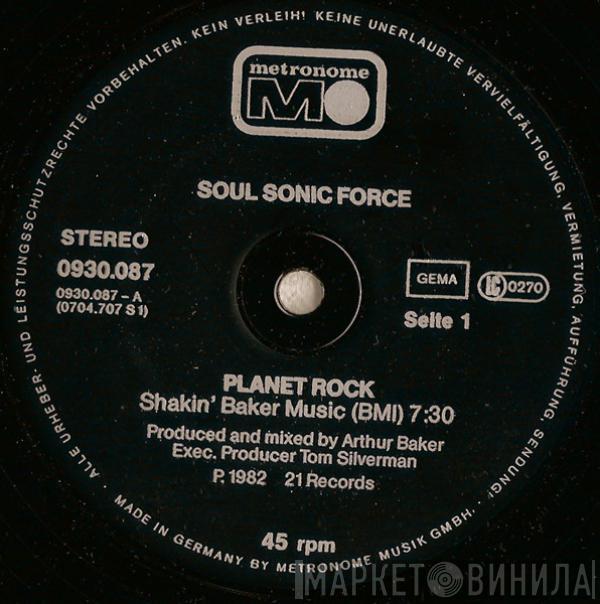 ALLE URHEBER- UND LEISTUNGSSCHUTZRECHTE VORBEHALTEN. KEIN VERLEIH! KEINE UNERLAUBTE VERVIELFÄLTIGUNG, VERMIETUNG, AUFFÜHRUNG, SENDUNG!
metronome
M
SOUL SONIC FORCE
STEREO
0930.087
0930.087 – A
(0704.707 S1)
GEMA
LC 0270
Seite 1
PLANET ROCK
Shakin' Baker Music (BMI) 7:30
Produced and mixed by Arthur Baker
Exec. Producer Tom Silverman
P. 1982 21 Records
45 rpm
· MADE IN GERMANY BY METRONOME MUSIK GMBH. ·
МАРКЕТ ВИНИЛА